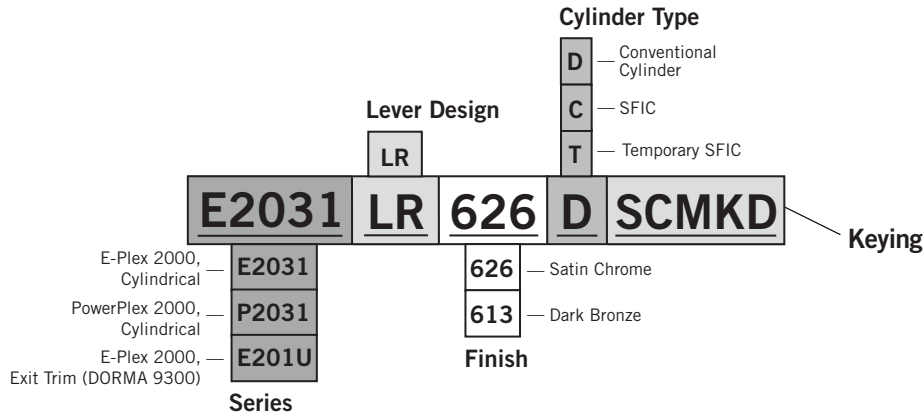 Cylinder Type
D
Conventional
Cylinder
C
SFIC
T
Temporary SFIC
Lever Design
LR
E2031 LR 626 D SCMKD
Keying
E-Plex 2000,
Cylindrical
E2031
PowerPlex 2000,
Cylindrical
P2031
E-Plex 2000,
Exit Trim (DORMA 9300)
E201U
Series
626
Satin Chrome
613
Dark Bronze
Finish